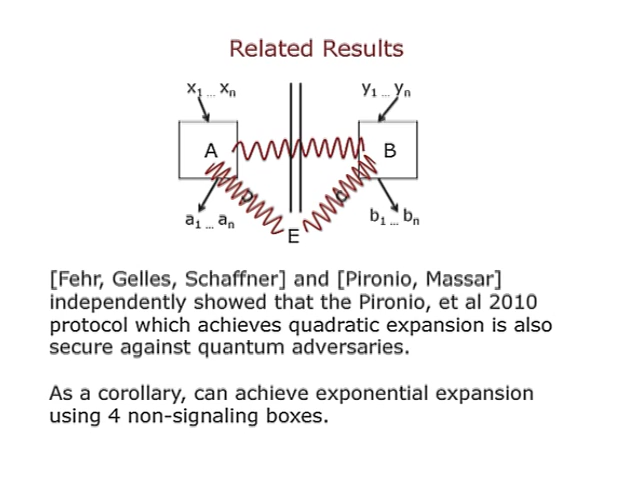 Related Results
x₁ ... xₙ
y₁ ... yₙ
A
B
a₁ ... aₙ
b₁ ... bₙ
E
[Fehr, Gelles, Schaffner] and [Pironio, Massar]
independently showed that the Pironio, et al 2010
protocol which achieves quadratic expansion is also
secure against quantum adversaries.
As a corollary, can achieve exponential expansion
using 4 non-signaling boxes.